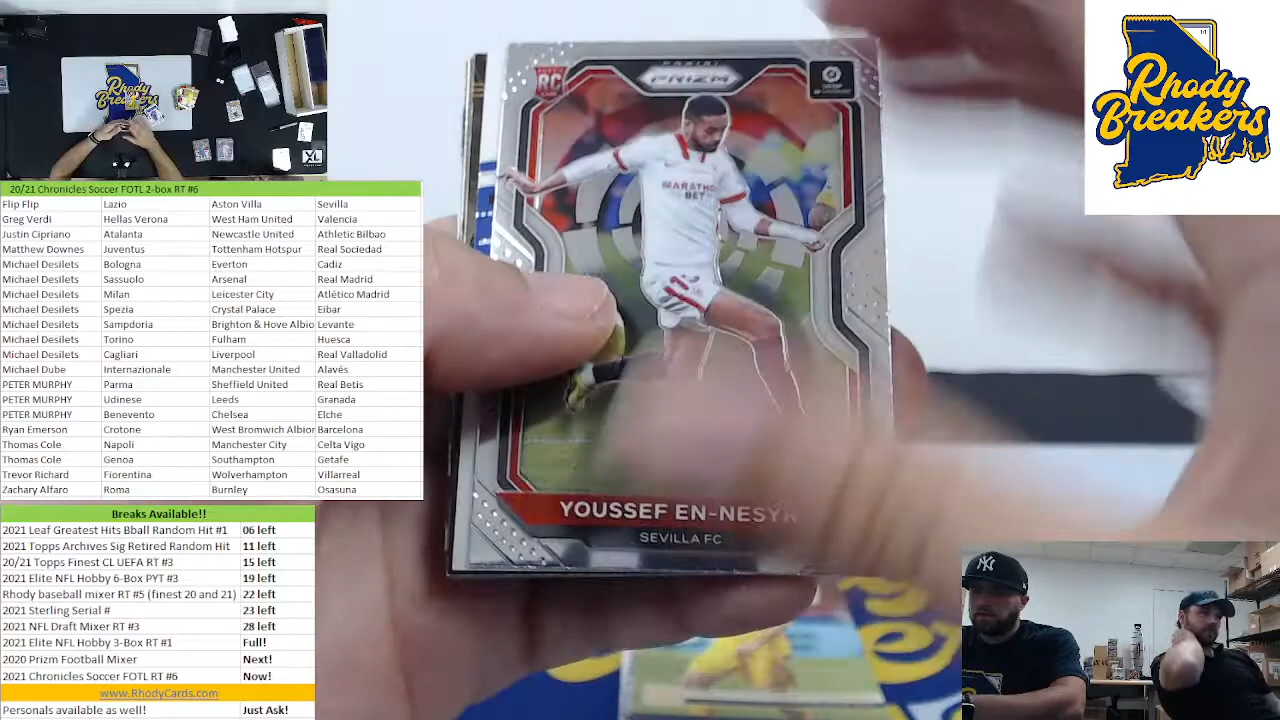 20/21 Chronicles Soccer FOTL 2-box RT #6
Flip Flip Lazio Aston Villa Sevilla
Greg Verdi Hellas Verona West Ham United Valencia
Justin Cipriano Atalanta Newcastle United Athletic Bilbao
Matthew Downes Juventus Tottenham Hotspur Real Sociedad
Michael Desilets Bologna Everton Cadiz
Michael Desilets Sassuolo Arsenal Real Madrid
Michael Desilets Milan Leicester City Atlético Madrid
Michael Desilets Spezia Crystal Palace Eibar
Michael Desilets Sampdoria Brighton & Hove Albio Levante
Michael Desilets Torino Fulham Huesca
Michael Desilets Cagliari Liverpool Real Valladolid
Michael Dube Internazionale Manchester United Alavés
PETER MURPHY Parma Sheffield United Real Betis
PETER MURPHY Udinese Leeds Granada
PETER MURPHY Benevento Chelsea Elche
Ryan Emerson Crotone West Bromwich Albion Barcelona
Thomas Cole Napoli Manchester City Celta Vigo
Thomas Cole Genoa Southampton Getafe
Trevor Richard Fiorentina Wolverhampton Villarreal
Zachary Alfaro Roma Burnley Osasuna
Breaks Available!!
2021 Leaf Greatest Hits Bball Random Hit #1 06 left
2021 Topps Archives Sig Retired Random Hit 11 left
20/21 Topps Finest CL UEFA RT #3 15 left
2021 Elite NFL Hobby 6-Box PYT #3 19 left
Rhody baseball mixer RT #5 (finest 20 and 21) 22 left
2021 Sterling Serial # 23 left
2021 NFL Draft Mixer RT #3 28 left
2021 Elite NFL Hobby 3-Box RT #1 Full!
2020 Prizm Football Mixer Next!
2021 Chronicles Soccer FOTL RT #6 Now!
www.RhodyCards.com
Personals available as well! Just Ask!
Rhody
Breakers
XL
RC
PANINI
PRIZM
MARATHO
BET
11
YOUSSEF EN-NESYR
SEVILLA FC
Rhody
Breakers
NY